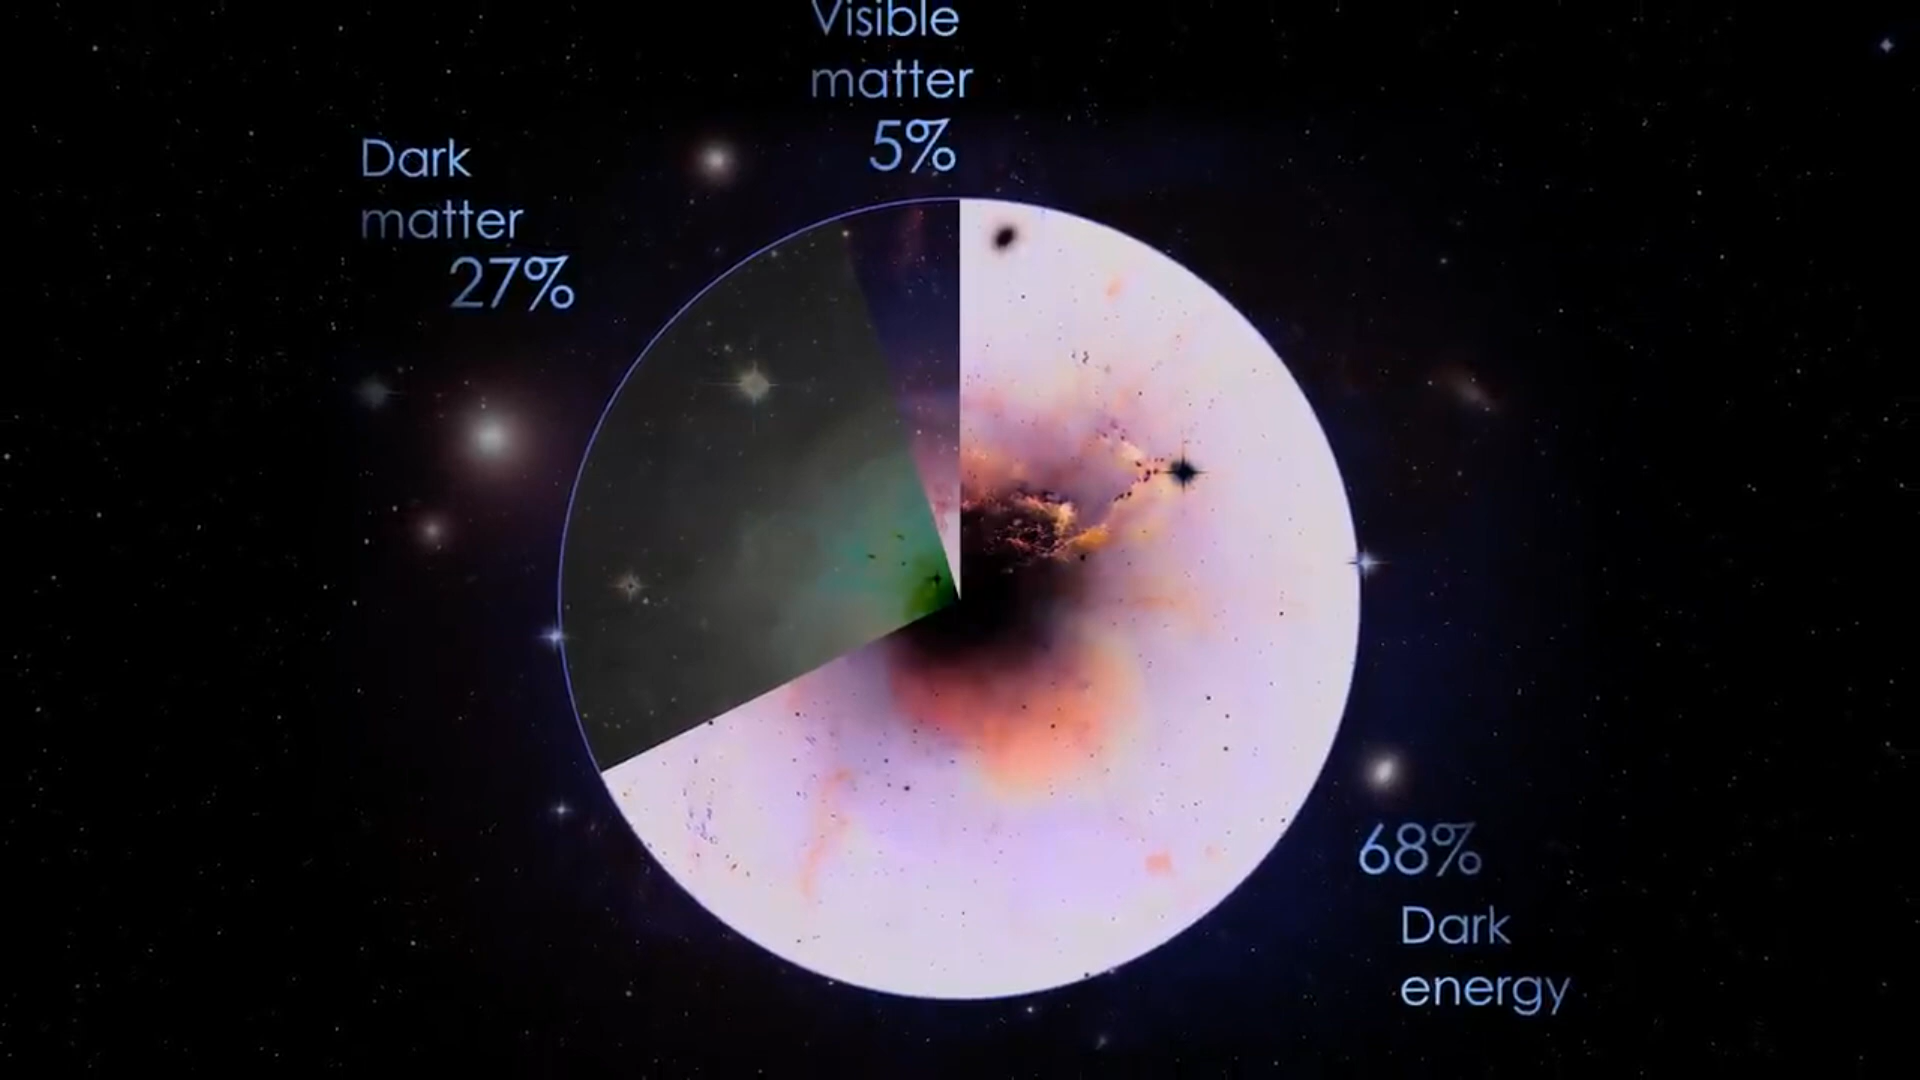 Visible
matter
5%
Dark
matter
27%
68%
Dark
energy